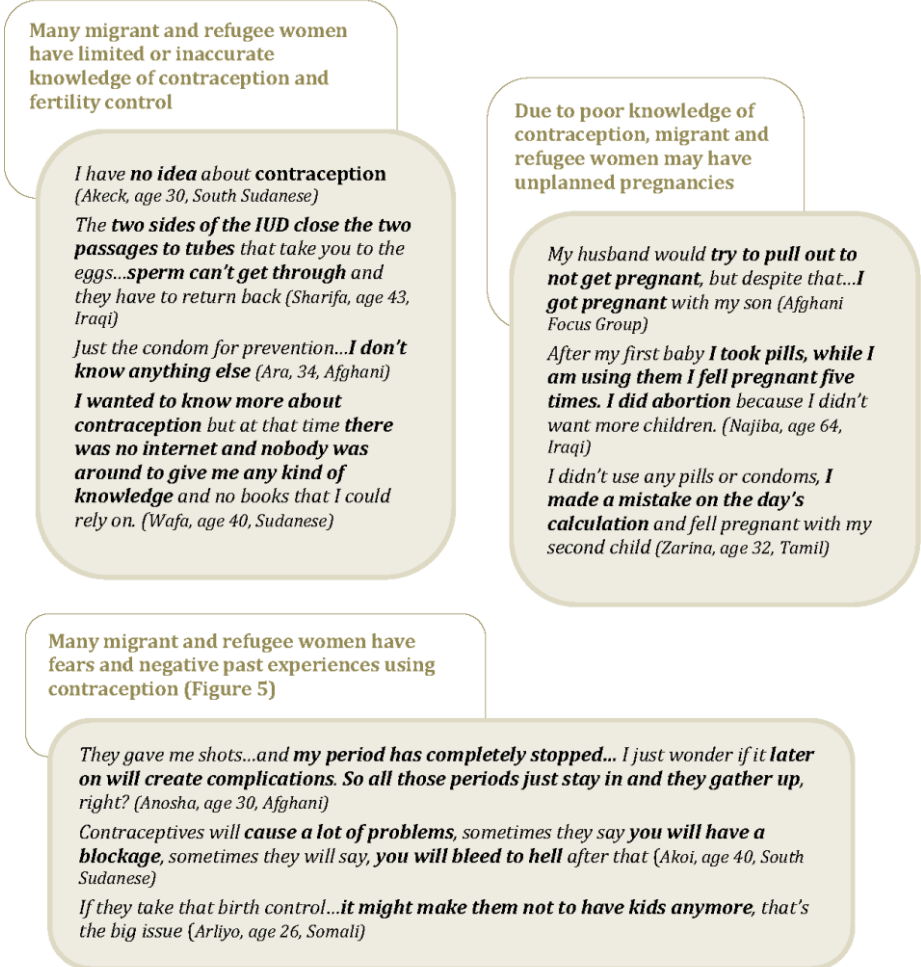 Many migrant and refugee women
have limited or inaccurate
knowledge of contraception and
fertility control
I have no idea about contraception
(Akeck, age 30, South Sudanese)
The two sides of the IUD close the two
passages to tubes that take you to the
eggs…sperm can't get through and
they have to return back (Sharifa, age 43,
Iraqi)
Just the condom for prevention…I don't
know anything else (Ara, 34, Afghani)
I wanted to know more about
contraception but at that time there
was no internet and nobody was
around to give me any kind of
knowledge and no books that I could
rely on. (Wafa, age 40, Sudanese)
Due to poor knowledge of
contraception, migrant and
refugee women may have
unplanned pregnancies
My husband would try to pull out to
not get pregnant, but despite that…I
got pregnant with my son (Afghani
Focus Group)
After my first baby I took pills, while I
am using them I fell pregnant five
times. I did abortion because I didn't
want more children. (Najiba, age 64,
Iraqi)
I didn't use any pills or condoms, I
made a mistake on the day's
calculation and fell pregnant with my
second child (Zarina, age 32, Tamil)
Many migrant and refugee women have
fears and negative past experiences using
contraception (Figure 5)
They gave me shots…and my period has completely stopped… I just wonder if it later
on will create complications. So all those periods just stay in and they gather up,
right? (Anosha, age 30, Afghani)
Contraceptives will cause a lot of problems, sometimes they say you will have a
blockage, sometimes they will say, you will bleed to hell after that (Akoi, age 40, South
Sudanese)
If they take that birth control…it might make them not to have kids anymore, that's
the big issue (Arliyo, age 26, Somali)